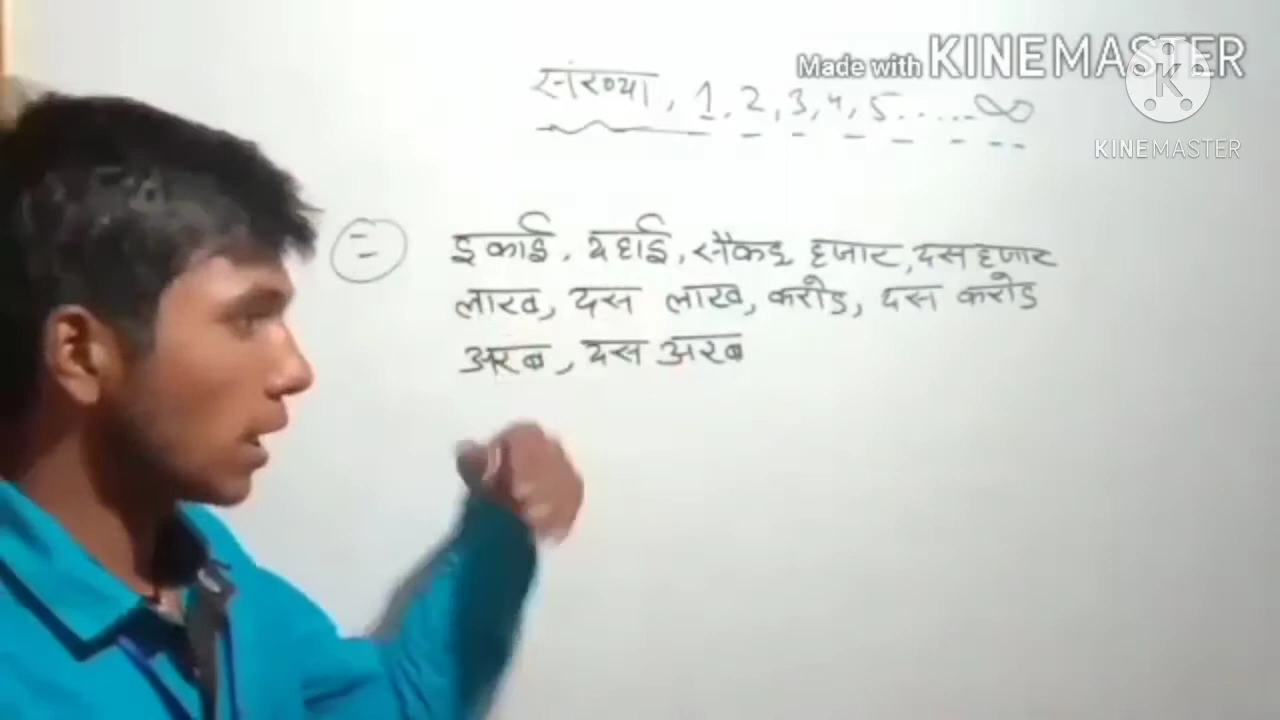 Made with KINEMASTER
K
KINEMASTER
संख्या, 1, 2, 3, 4, 5......∞
= इकाई, दहाई, सैकड़, हजार, दस हजार
लाख, दस लाख, करोड, दस करोड
अरब, दस अरब